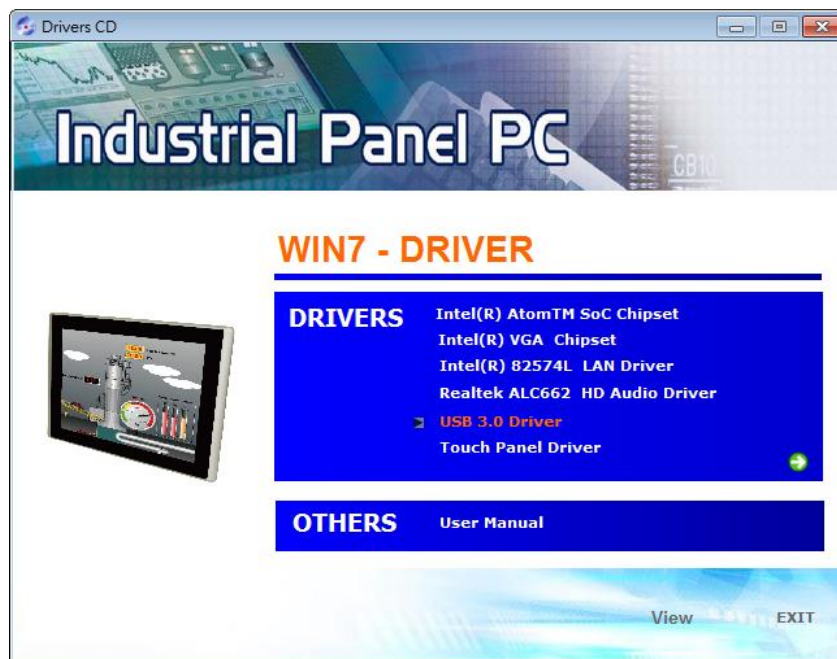 Drivers CD
Industrial Panel PC
CB10
WIN7 - DRIVER
DRIVERS
Intel(R) AtomTM SoC Chipset
Intel(R) VGA Chipset
Intel(R) 82574L LAN Driver
Realtek ALC662 HD Audio Driver
USB 3.0 Driver
Touch Panel Driver
OTHERS
User Manual
View
EXIT